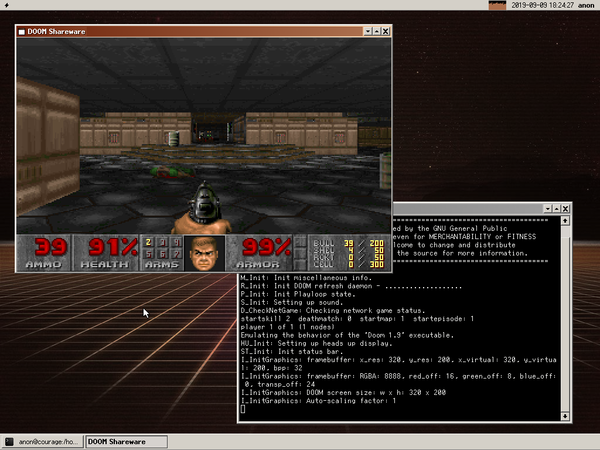 2019-09-09 18:24:27 anon
DOOM Shareware
39
91%
2 3 4
5 6 7
99%
BULL 39 / 200
SHEL 4 / 50
RCKT 0 / 50
CELL 0 / 300
AMMO
HEALTH
ARMS
ARMOR
ed by the GNU General Public
even for MERCHANTABILITY or FITNESS
lcome to change and distribute
the source for more information.
M_Init: Init miscellaneous info.
R_Init: Init DOOM refresh daemon - ...................
P_Init: Init Playloop state.
S_Init: Setting up sound.
D_CheckNetGame: Checking network game status.
startskill 2 deathmatch: 0 startmap: 1 startepisode: 1
player 1 of 1 (1 nodes)
Emulating the behavior of the "Doom 1.9" executable.
HU_Init: Setting up heads up display.
ST_Init: Init status bar.
I_InitGraphics: framebuffer: x_res: 320, y_res: 200, x_virtual: 320, y_virtua
l: 200, bpp: 32
I_InitGraphics: framebuffer: RGBA: 8888, red_off: 16, green_off: 8, blue_off:
0, transp_off: 24
I_InitGraphics: DOOM screen size: w x h: 320 x 200
I_InitGraphics: Auto-scaling factor: 1
anon@courage:/ho...
DOOM Shareware